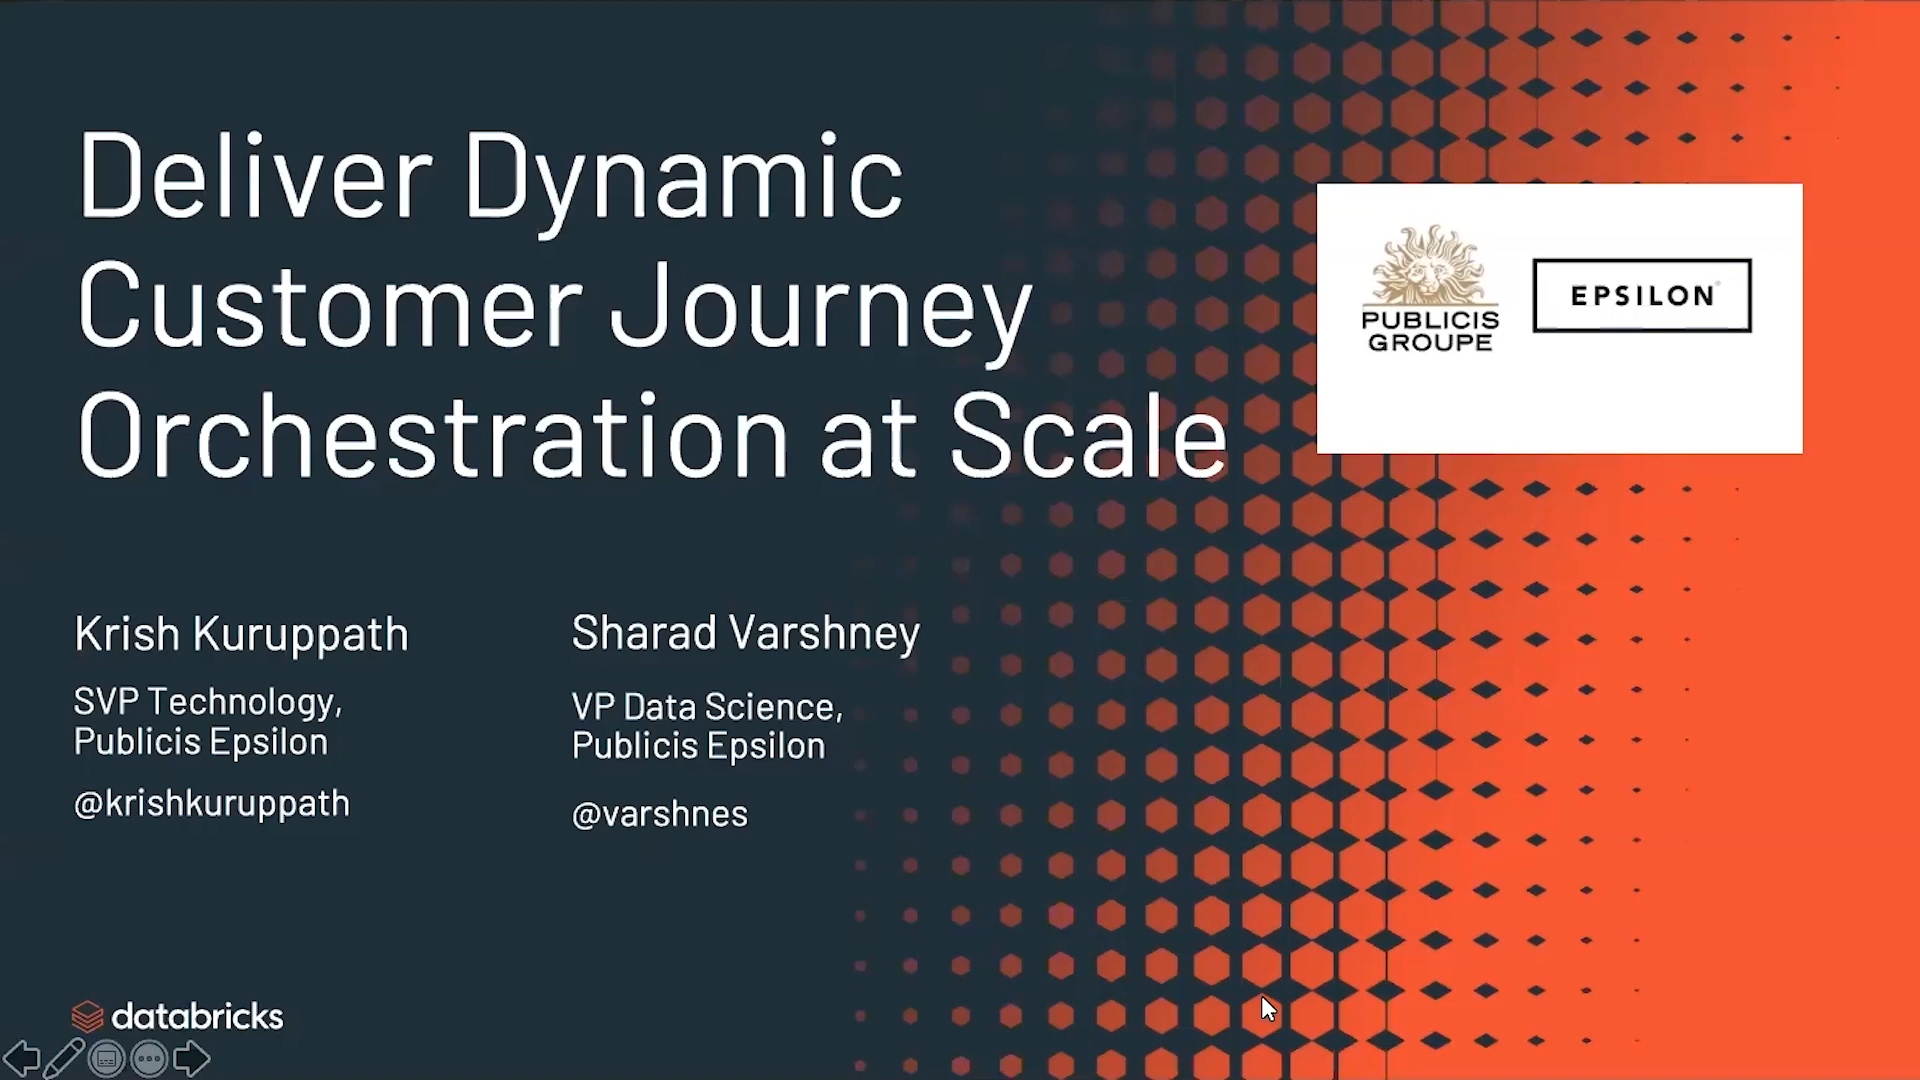 Deliver Dynamic
Customer Journey
Orchestration at Scale
PUBLICIS
GROUPE
EPSILON
Krish Kuruppath
SVP Technology,
Publicis Epsilon
@krishkuruppath
Sharad Varshney
VP Data Science,
Publicis Epsilon
@varshnes
databricks